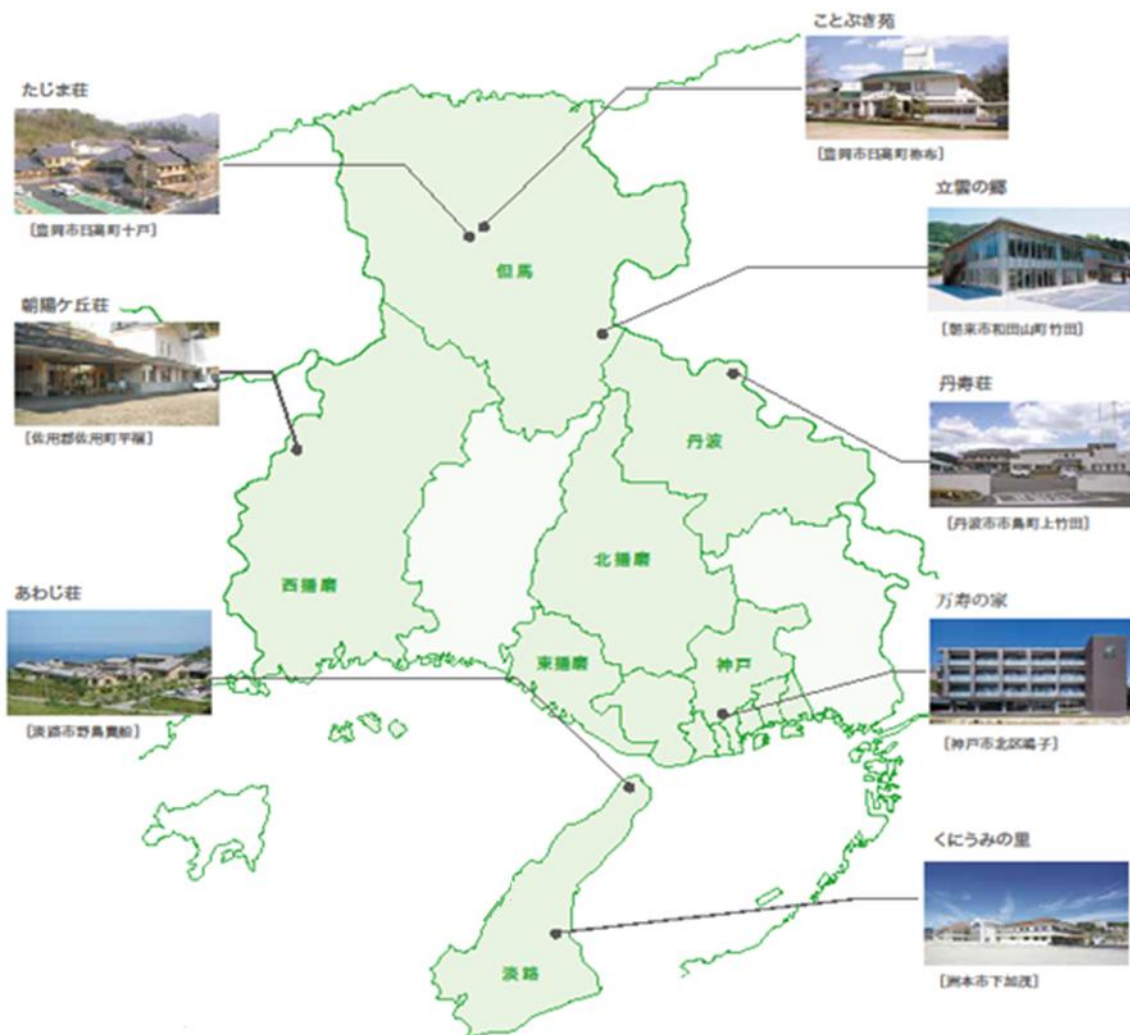 ことぶき苑
[豊岡市日高町祢布]
たじま荘
[豊岡市日高町十戸]
立雲の郷
[朝来市和田山町竹田]
朝陽ケ丘荘
[佐用郡佐用町平福]
丹寿荘
[丹波市市島町上竹田]
あわじ荘
[淡路市野島貴船]
万寿の家
[神戸市北区鳴子]
くにうみの里
[洲本市下加茂]
但馬
丹波
北播磨
西播磨
東播磨
神戸
淡路